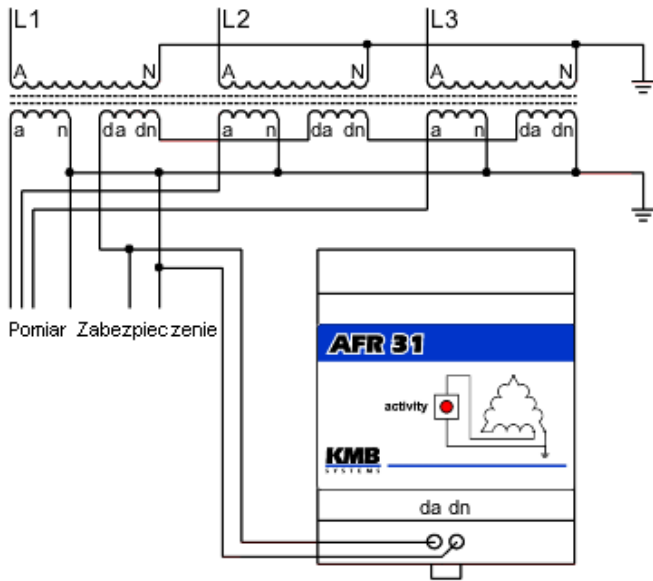 L1 L2 L3
A N A N A N
a n da dn a n da dn a n da dn
Pomiar Zabezpieczenie
AFR 31
activity
KMB
SYSTEMS
da dn